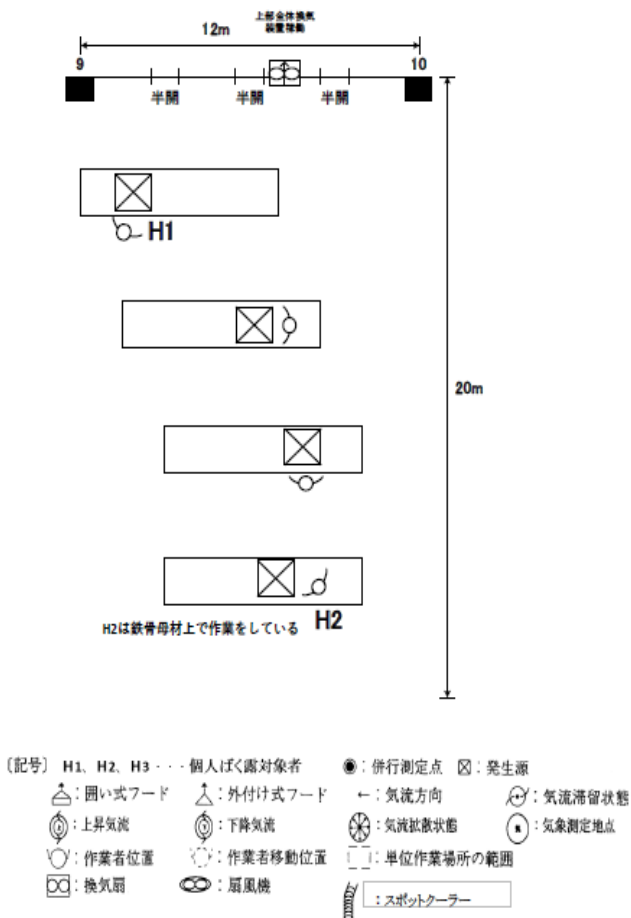 上部全体換気
装置稼動
12m
9
10
半開
半開
半開
H1
20m
H2は鉄骨母材上で作業をしている
H2
〔記号〕 H1、H2、H3・・・個人ばく露対象者 ●：併行測定点 ☒：発生源
：囲い式フード ：外付け式フード ←：気流方向 ：気流滞留状態
：上昇気流 ：下降気流 ：気流拡散状態 ：気象測定地点
：作業者位置 ：作業者移動位置 ：単位作業場所の範囲
：換気扇 ：扇風機
：スポットクーラー